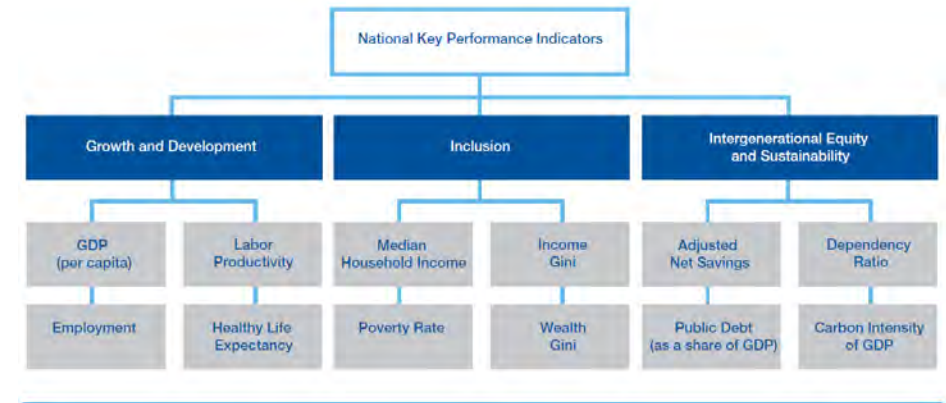 National Key Performance Indicators
Growth and Development
Inclusion
Intergenerational Equity
and Sustainability
GDP
(per capita)
Labor
Productivity
Median
Household Income
Income
Gini
Adjusted
Net Savings
Dependency
Ratio
Employment
Healthy Life
Expectancy
Poverty Rate
Wealth
Gini
Public Debt
(as a share of GDP)
Carbon Intensity
of GDP